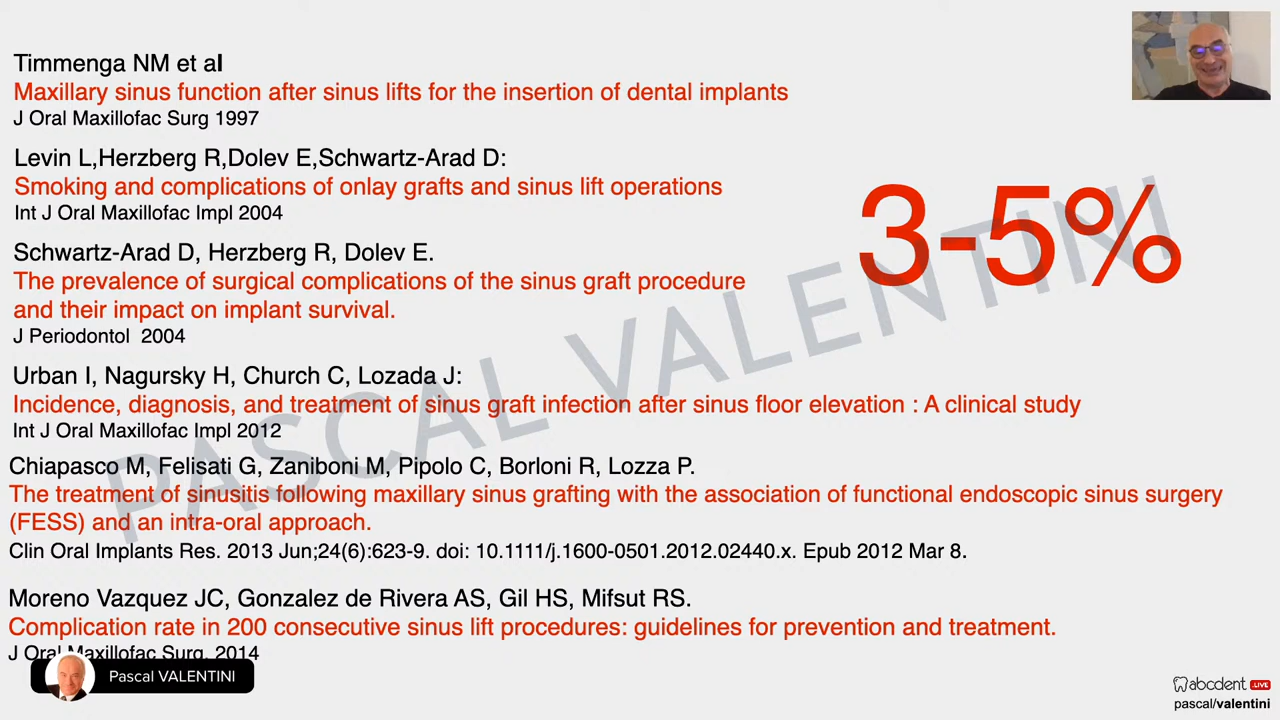 Timmenga NM et al
Maxillary sinus function after sinus lifts for the insertion of dental implants
J Oral Maxillofac Surg 1997
Levin L,Herzberg R,Dolev E,Schwartz-Arad D:
Smoking and complications of onlay grafts and sinus lift operations
Int J Oral Maxillofac Impl 2004
3-5%
Schwartz-Arad D, Herzberg R, Dolev E.
The prevalence of surgical complications of the sinus graft procedure
and their impact on implant survival.
J Periodontol 2004
PASCAL VALENTINI
Urban I, Nagursky H, Church C, Lozada J:
Incidence, diagnosis, and treatment of sinus graft infection after sinus floor elevation : A clinical study
Int J Oral Maxillofac Impl 2012
Chiapasco M, Felisati G, Zaniboni M, Pipolo C, Borloni R, Lozza P.
The treatment of sinusitis following maxillary sinus grafting with the association of functional endoscopic sinus surgery
(FESS) and an intra-oral approach.
Clin Oral Implants Res. 2013 Jun;24(6):623-9. doi: 10.1111/j.1600-0501.2012.02440.x. Epub 2012 Mar 8.
Moreno Vazquez JC, Gonzalez de Rivera AS, Gil HS, Mifsut RS.
Complication rate in 200 consecutive sinus lift procedures: guidelines for prevention and treatment.
J Oral Maxillofac Surg. 2014
Pascal VALENTINI
abcdent LIVE
pascal/valentini